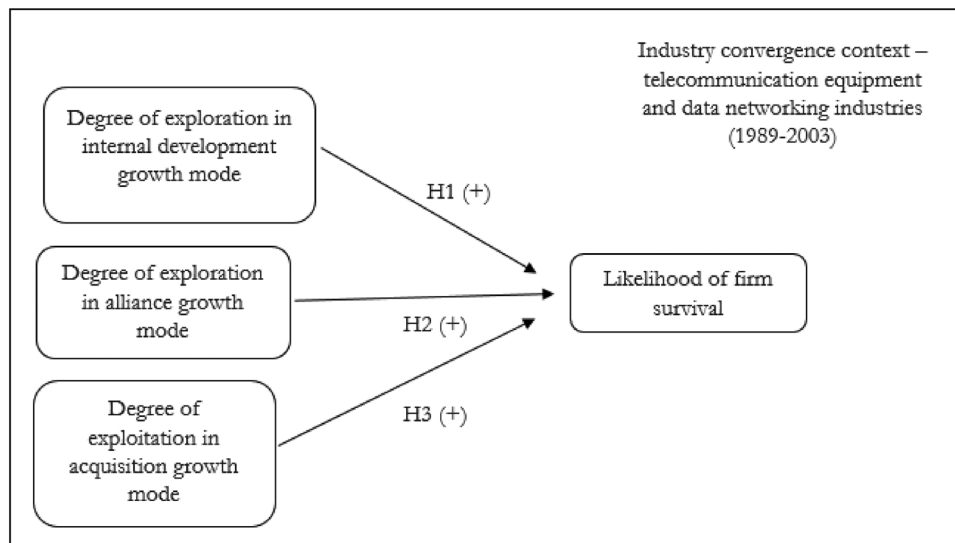 Industry convergence context –
telecommunication equipment
and data networking industries
(1989-2003)
Degree of exploration in
internal development
growth mode
H1 (+)
Degree of exploration
in alliance growth
mode
H2 (+)
Likelihood of firm
survival
Degree of
exploitation in
acquisition growth
mode
H3 (+)